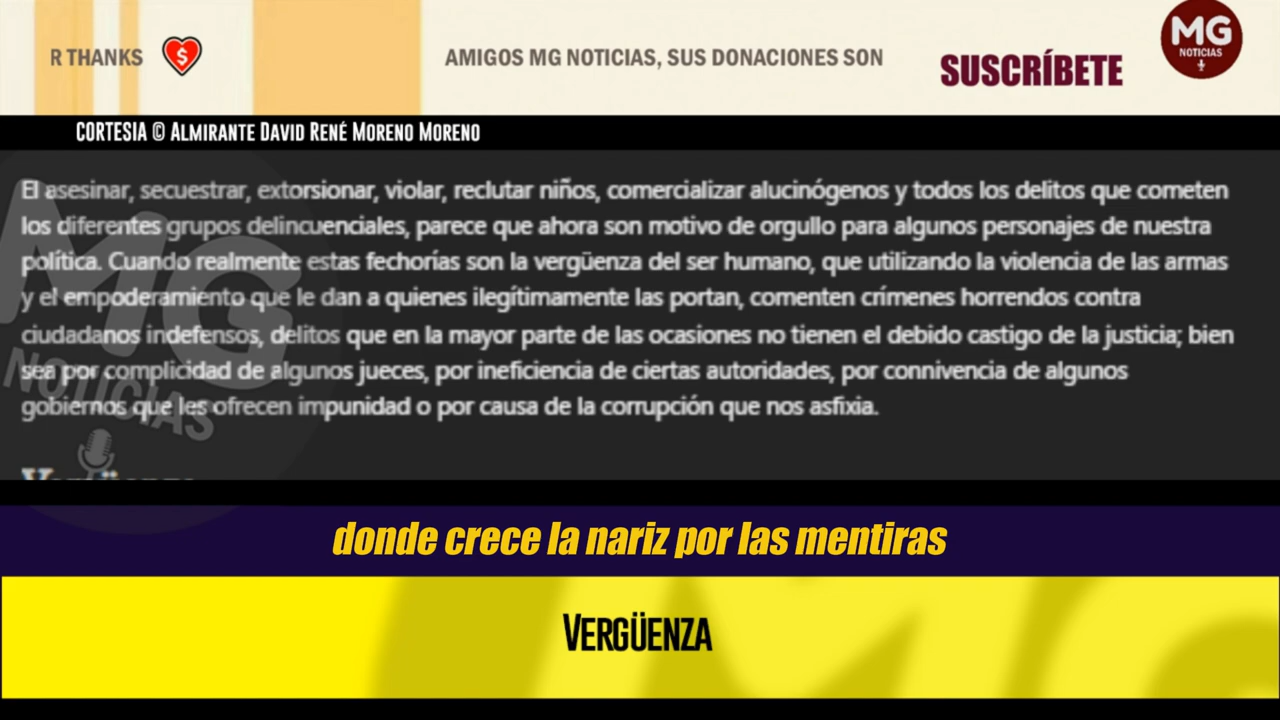 R THANKS
AMIGOS MG NOTICIAS, SUS DONACIONES SON
SUSCRÍBETE
MG
NOTICIAS
CORTESIA © ALMIRANTE DAVID RENÉ MORENO MORENO
El asesinar, secuestrar, extorsionar, violar, reclutar niños, comercializar alucinógenos y todos los delitos que cometen
los diferentes grupos delincuenciales, parece que ahora son motivo de orgullo para algunos personajes de nuestra
política. Cuando realmente estas fechorías son la vergüenza del ser humano, que utilizando la violencia de las armas
y el empoderamiento que le dan a quienes ilegítimamente las portan, comenten crímenes horrendos contra
ciudadanos indefensos, delitos que en la mayor parte de las ocasiones no tienen el debido castigo de la justicia; bien
sea por complicidad de algunos jueces, por ineficiencia de ciertas autoridades, por connivencia de algunos
gobiernos que les ofrecen impunidad o por causa de la corrupción que nos asfixia.
MG
NOTICIAS
donde crece la nariz por las mentiras
VERGÜENZA